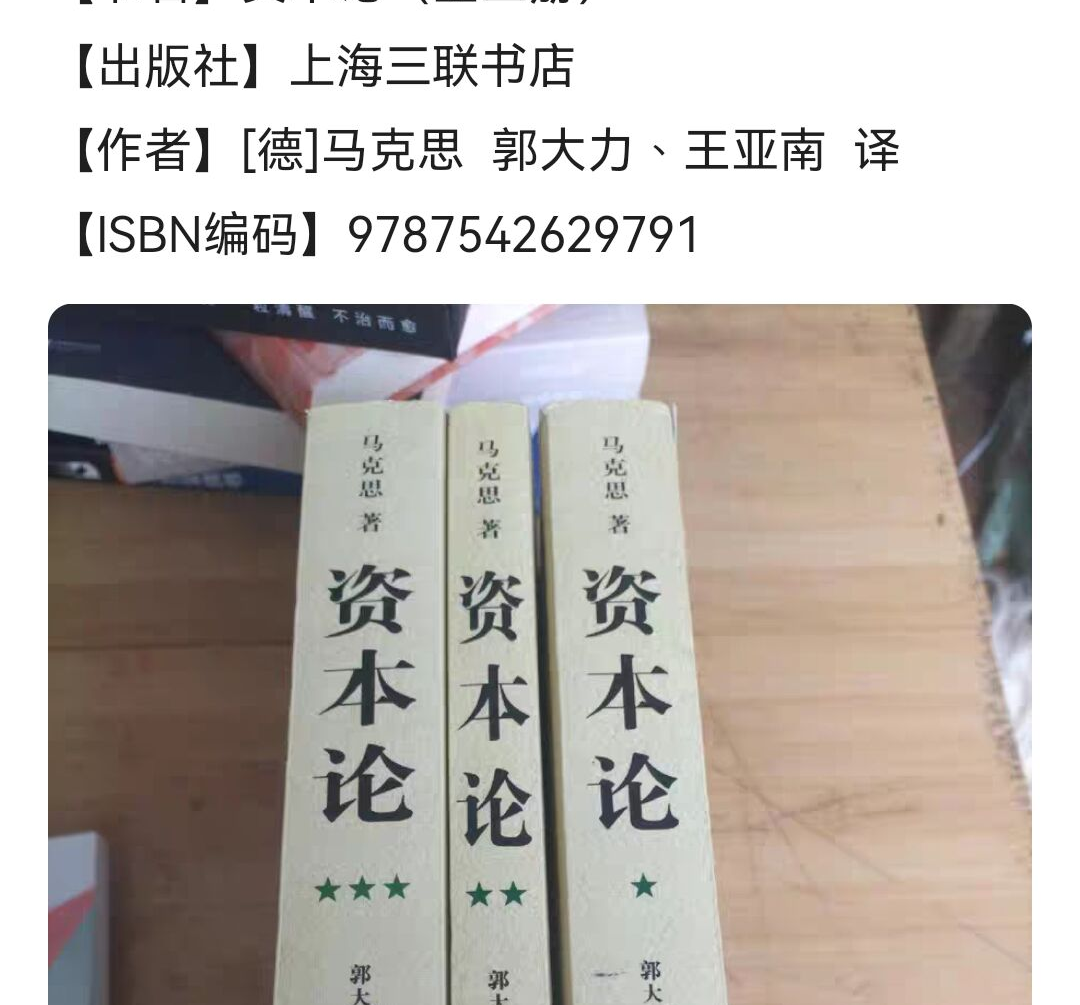 【出版社】上海三联书店
【作者】[德]马克思 郭大力、王亚南 译
【ISBN编码】9787542629791
不治而愈
马克思 著
资本论
★★★
郭大
马克思 著
资本论
★★
郭大
马克思 著
资本论
★
郭大